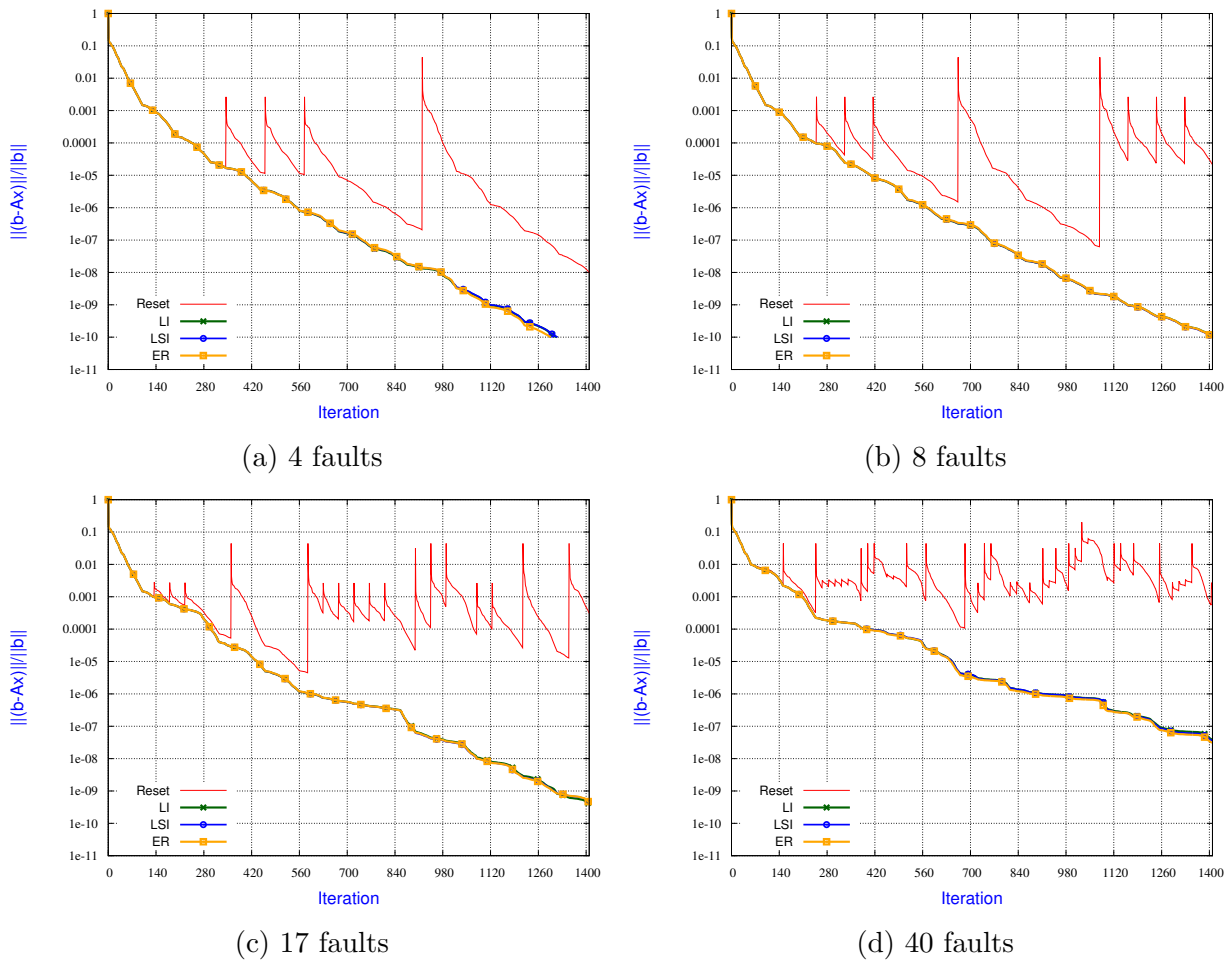 1
0.1
0.01
0.001
0.0001
1e-05
1e-06
1e-07
1e-08
1e-09
1e-10
1e-11
||(b-Ax)||/||b||
Reset
LI
LSI
ER
0 140 280 420 560 700 840 980 1120 1260 1400
Iteration
(a) 4 faults
1
0.1
0.01
0.001
0.0001
1e-05
1e-06
1e-07
1e-08
1e-09
1e-10
1e-11
||(b-Ax)||/||b||
Reset
LI
LSI
ER
0 140 280 420 560 700 840 980 1120 1260 1400
Iteration
(b) 8 faults
1
0.1
0.01
0.001
0.0001
1e-05
1e-06
1e-07
1e-08
1e-09
1e-10
1e-11
||(b-Ax)||/||b||
Reset
LI
LSI
ER
0 140 280 420 560 700 840 980 1120 1260 1400
Iteration
(c) 17 faults
1
0.1
0.01
0.001
0.0001
1e-05
1e-06
1e-07
1e-08
1e-09
1e-10
1e-11
||(b-Ax)||/||b||
Reset
LI
LSI
ER
0 140 280 420 560 700 840 980 1120 1260 1400
Iteration
(d) 40 faults